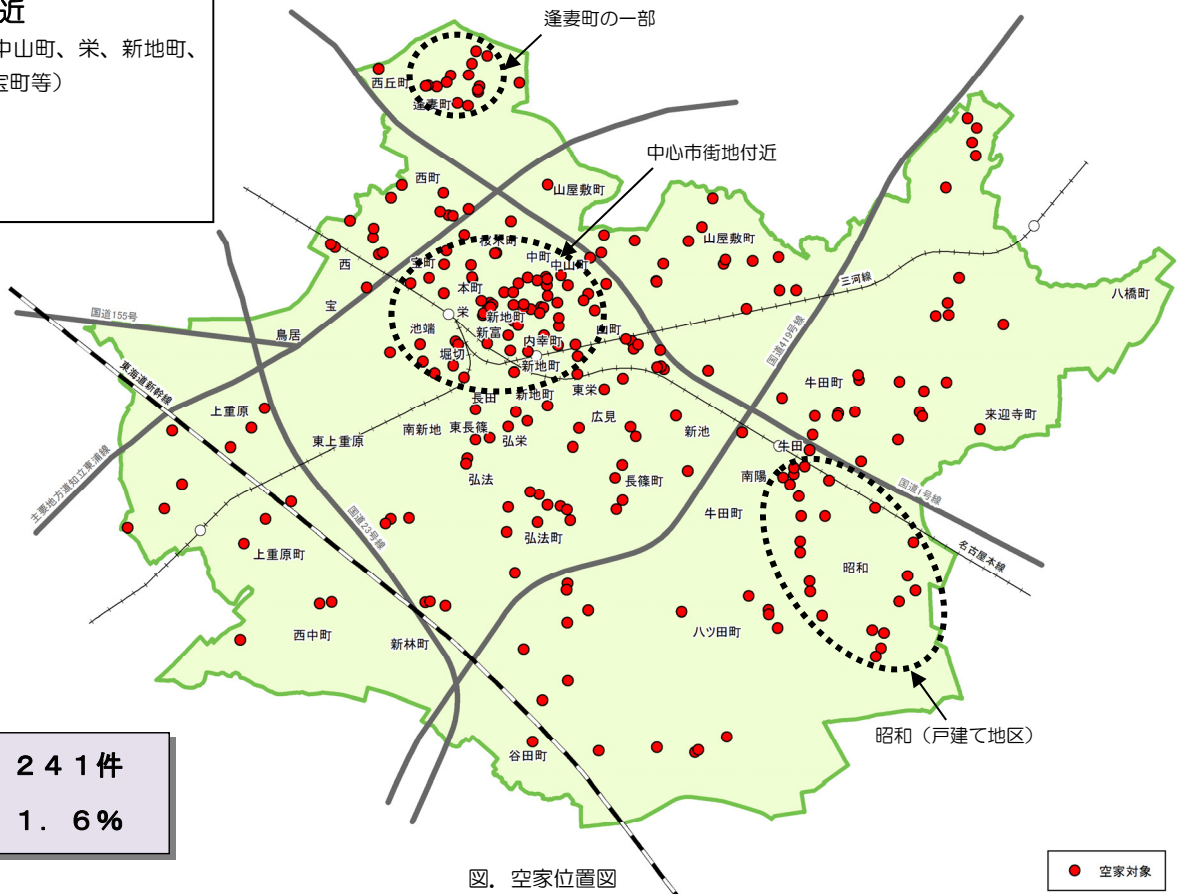 近
中山町、栄、新地町、
宝町等）
逢妻町の一部
西丘町
逢妻町
中心市街地付近
西町
山屋敷町
桜木町
中町
中山町
山屋敷町
宝町
西
本町
三河線
八橋町
宝
栄
新地町
国道155号
鳥居
池端
新富
山町
内幸町
国道419号線
堀切
新地町
東海道新幹線
牛田町
東栄
長田
新地町
上重原
広見
来迎寺町
南新地
東長篠
新池
東上重原
弘栄
牛田
主要地方道知立東浦線
弘法
長篠町
南陽
国道1号線
牛田町
国道23号線
弘法町
上重原町
名古屋本線
昭和
西中町
新林町
八ツ田町
昭和（戸建て地区）
谷田町
２４１件
１．６％
図．空家位置図
空家対象